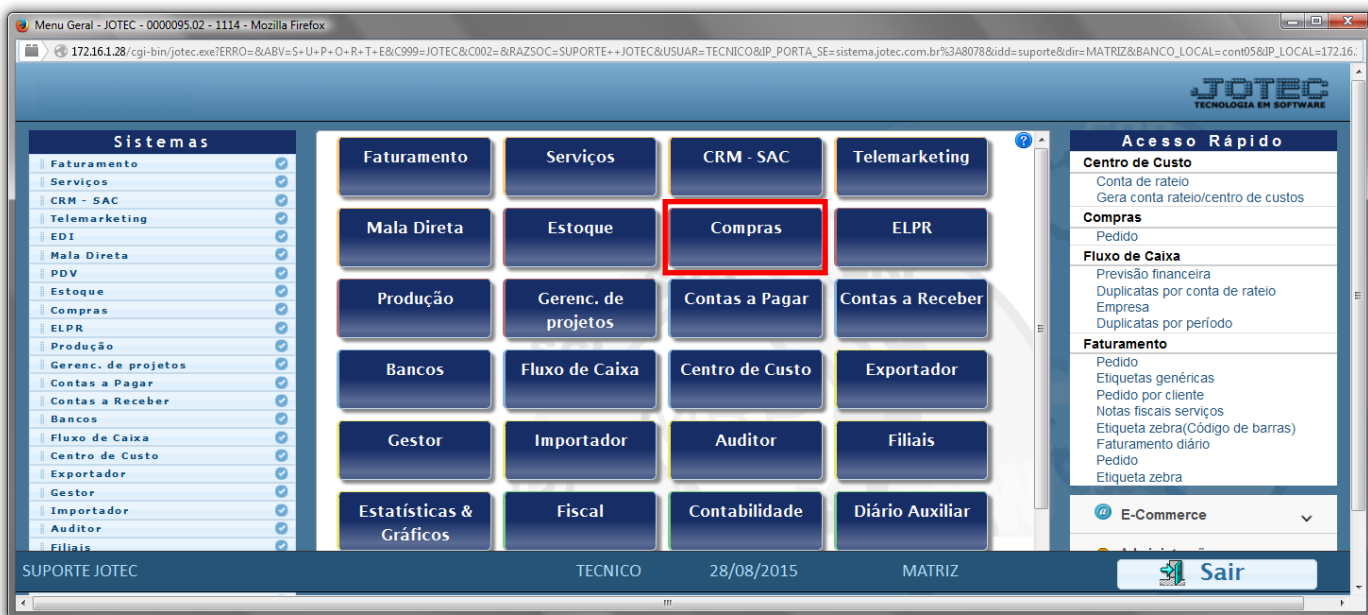 Menu Geral - JOTEC - 0000095.02 - 1114 - Mozilla Firefox
172.16.1.28/cgi-bin/jotec.exe?ERRO=&ABV=S+U+P+O+R+T+E&C999=JOTEC&C002=&RAZSOC=SUPORTE++JOTEC&USUAR=TECNICO&IP_PORTA_SE=sistema.jotec.com.br%3A8078&idd=suporte&dir=MATRIZ&BANCO_LOCAL=cont05&IP_LOCAL=172.16.
JOTEC
TECNOLOGIA EM SOFTWARE
Sistemas
Faturamento
Serviços
CRM - SAC
Telemarketing
EDI
Mala Direta
PDV
Estoque
Compras
ELPR
Produção
Gerenc. de projetos
Contas a Pagar
Contas a Receber
Bancos
Fluxo de Caixa
Centro de Custo
Exportador
Gestor
Importador
Auditor
Filiais
Faturamento
Serviços
CRM - SAC
Telemarketing
Mala Direta
Estoque
Compras
ELPR
Produção
Gerenc. de
projetos
Contas a Pagar
Contas a Receber
Bancos
Fluxo de Caixa
Centro de Custo
Exportador
Gestor
Importador
Auditor
Filiais
Estatísticas &
Gráficos
Fiscal
Contabilidade
Diário Auxiliar
Acesso Rápido
Centro de Custo
Conta de rateio
Gera conta rateio/centro de custos
Compras
Pedido
Fluxo de Caixa
Previsão financeira
Duplicatas por conta de rateio
Empresa
Duplicatas por período
Faturamento
Pedido
Etiquetas genéricas
Pedido por cliente
Notas fiscais serviços
Etiqueta zebra(Código de barras)
Faturamento diário
Pedido
Etiqueta zebra
E-Commerce
SUPORTE JOTEC
TECNICO
28/08/2015
MATRIZ
Sair